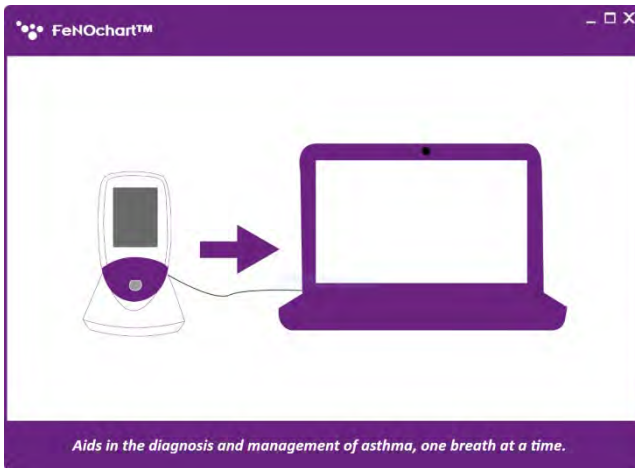 FeNOchart™
Aids in the diagnosis and management of asthma, one breath at a time.